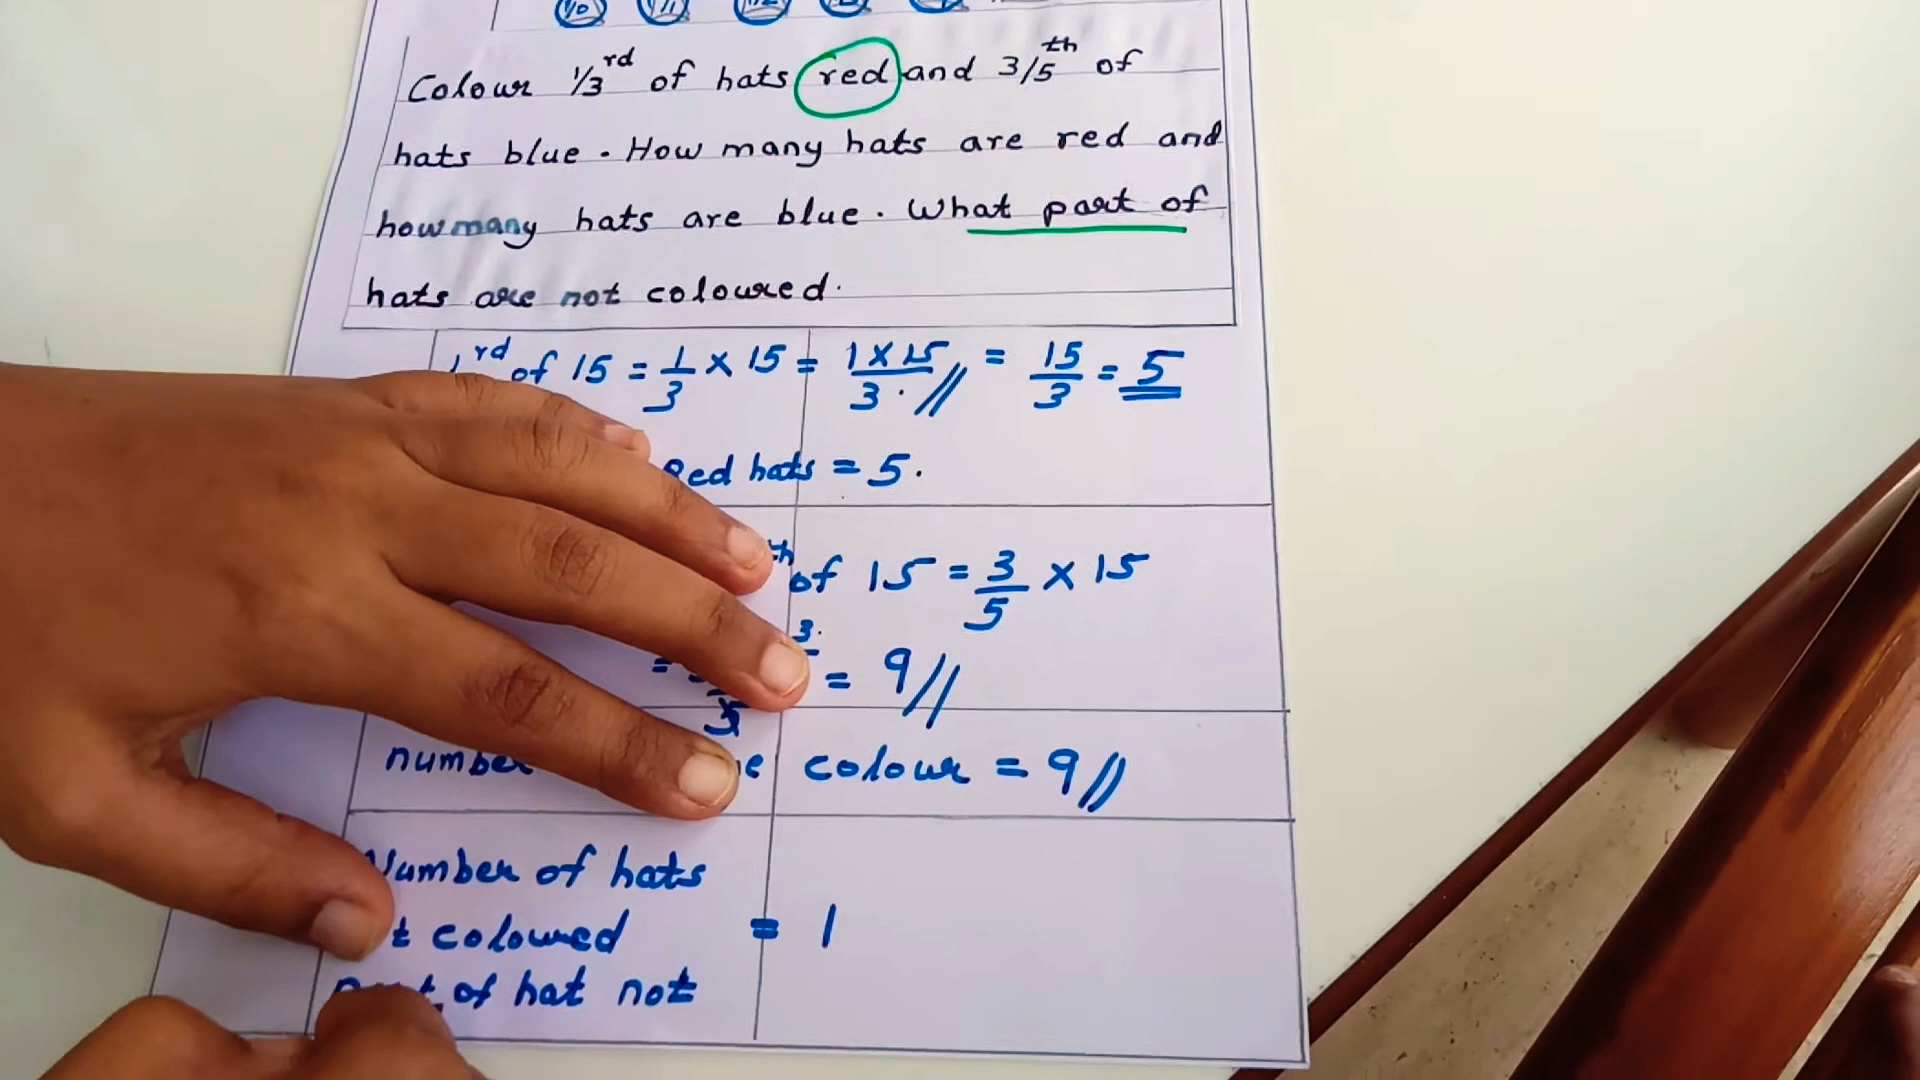 10 11
Colour 1/3rd of hats red and 3/5th of
hats blue. How many hats are red and
how many hats are blue. What part of
hats are not coloured.
rd of 15 = 1/3 × 15 = 1×15/3 // = 15/3 = 5
Red hats = 5.
th of 15 = 3/5 × 15
= 9//
number colour = 9//
Number of hats
coloured = 1
of hat not